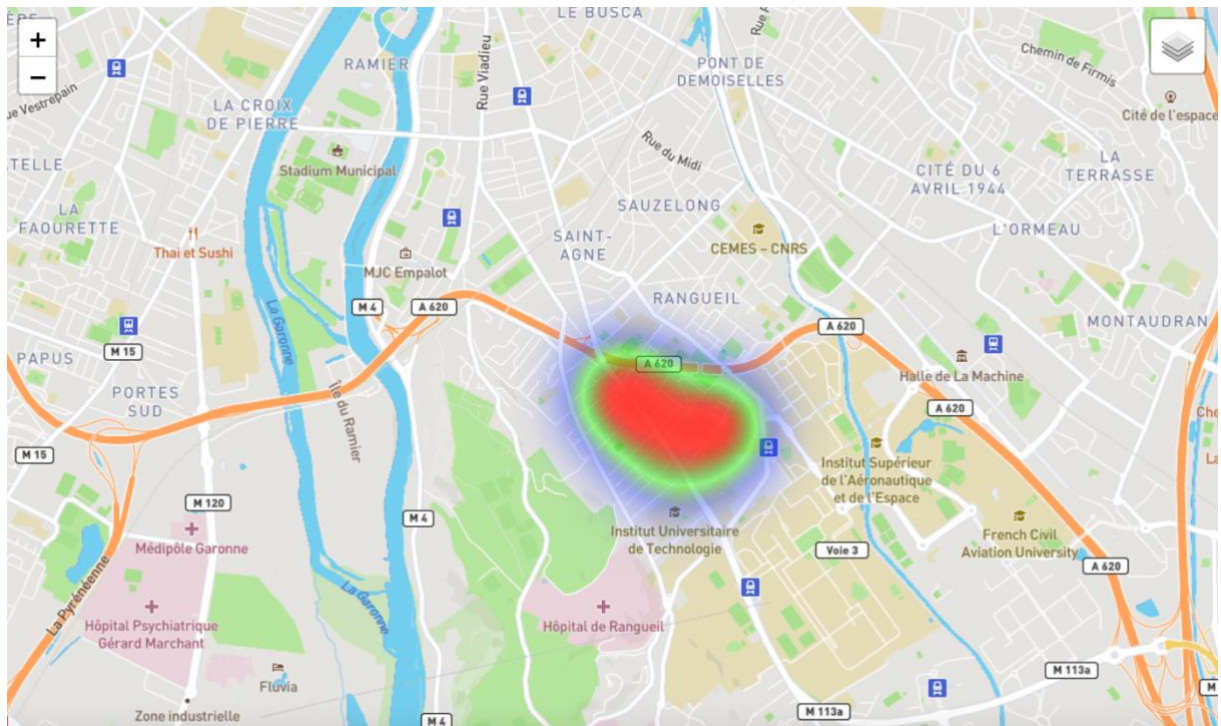 LE BUSCA
+
−
RAMIER
Rue Viadieu
PONT DE
DEMOISELLES
Chemin de Firmis
Cité de l'espace
LA CROIX
DE PIERRE
Stadium Municipal
Rue du Midi
CITÉ DU 6
AVRIL 1944
LA
TERRASSE
LA
FAOURETTE
SAUZELONG
L'ORMEAU
Thai et Sushi
SAINT-
AGNE
CEMES – CNRS
MJC Empalot
RANGUEIL
M 4
A 620
A 620
MONTAUDRAN
La Garonne
M 15
PAPUS
A 620
Halle de La Machine
PORTES
SUD
Île du Ramier
A 620
M 15
Institut Supérieur
de l'Aéronautique
et de l'Espace
M 120
M 4
Institut Universitaire
de Technologie
French Civil
Aviation University
Médipôle Garonne
Voie 3
A 620
La Pyrénéenne
La Garonne
Hôpital Psychiatrique
Gérard Marchant
Hôpital de Rangueil
Fluvia
M 113a
Zone industrielle
M 4
M 113a